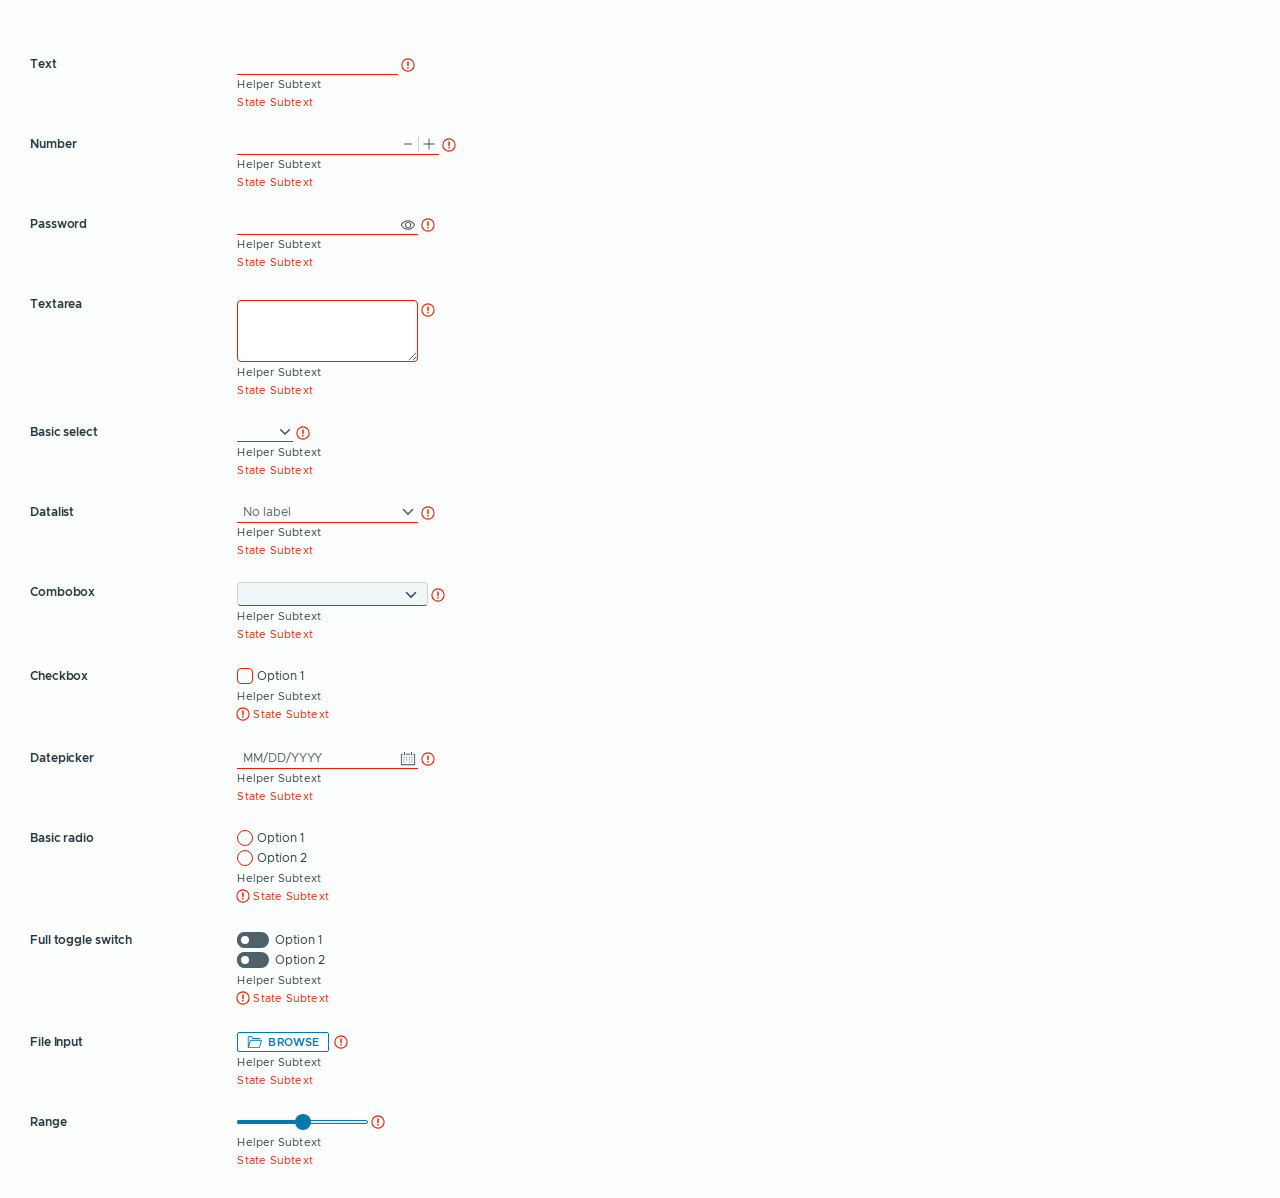 Text
Helper Subtext
State Subtext
Number
Helper Subtext
State Subtext
Password
Helper Subtext
State Subtext
Textarea
Helper Subtext
State Subtext
Basic select
Helper Subtext
State Subtext
Datalist
No label
Helper Subtext
State Subtext
Combobox
Helper Subtext
State Subtext
Checkbox
Option 1
Helper Subtext
State Subtext
Datepicker
MM/DD/YYYY
Helper Subtext
State Subtext
Basic radio
Option 1
Option 2
Helper Subtext
State Subtext
Full toggle switch
Option 1
Option 2
Helper Subtext
State Subtext
File Input
BROWSE
Helper Subtext
State Subtext
Range
Helper Subtext
State Subtext